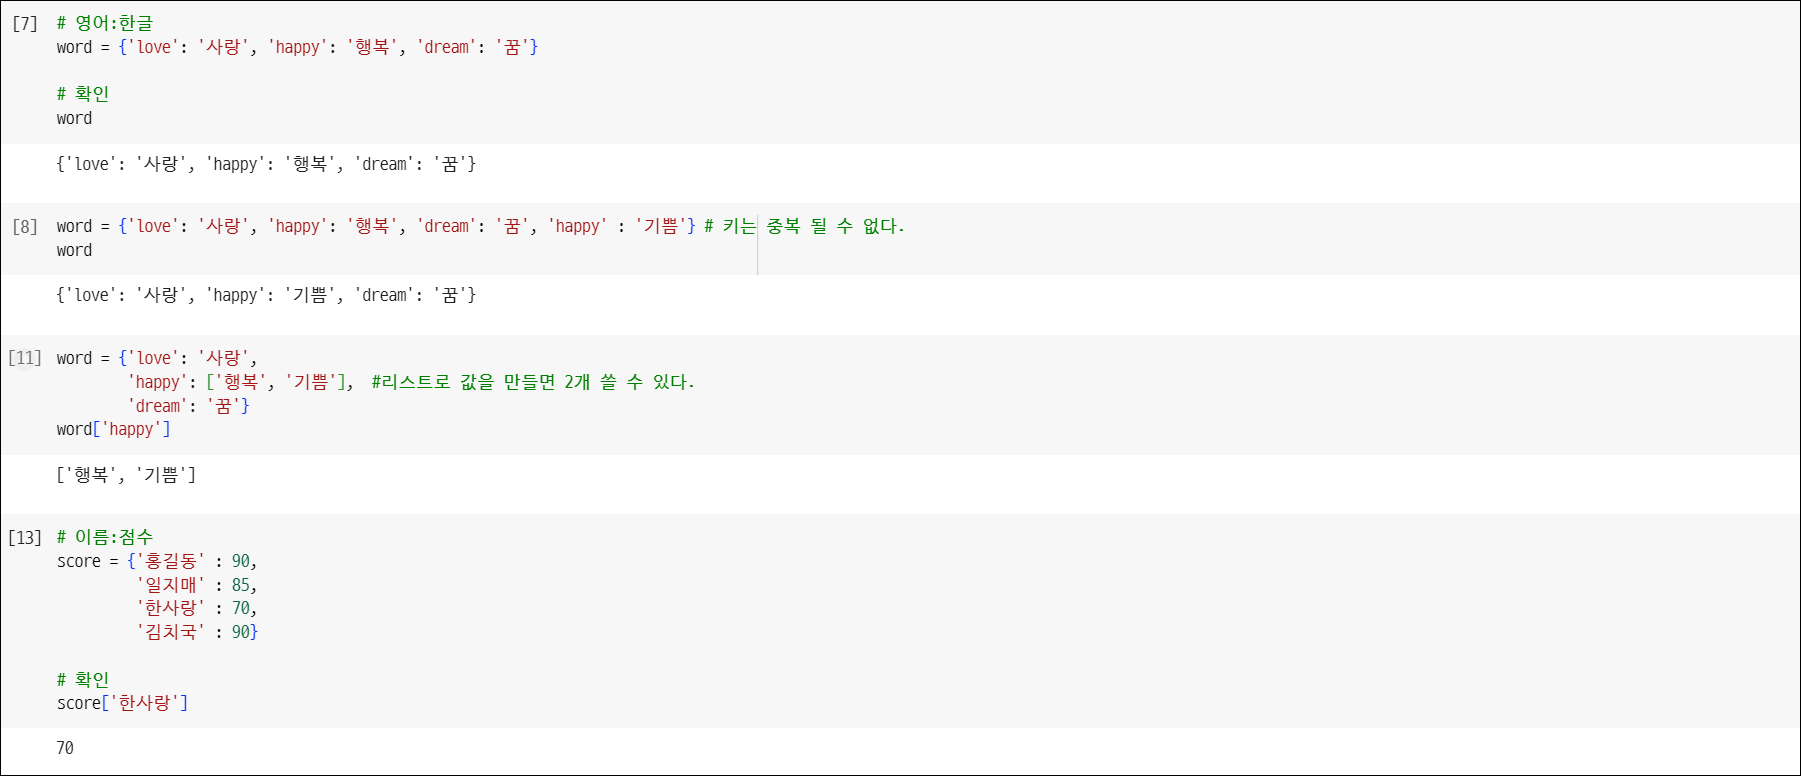 [7] # 영어:한글
word = {'love': '사랑', 'happy': '행복', 'dream': '꿈'}
# 확인
word
{'love': '사랑', 'happy': '행복', 'dream': '꿈'}
[8] word = {'love': '사랑', 'happy': '행복', 'dream': '꿈', 'happy' : '기쁨'} # 키는 중복 될 수 없다.
word
{'love': '사랑', 'happy': '기쁨', 'dream': '꿈'}
[11] word = {'love': '사랑',
'happy': ['행복', '기쁨'], #리스트로 값을 만들면 2개 쓸 수 있다.
'dream': '꿈'}
word['happy']
['행복', '기쁨']
[13] # 이름:점수
score = {'홍길동' : 90,
'일지매' : 85,
'한사랑' : 70,
'김치국' : 90}
# 확인
score['한사랑']
70